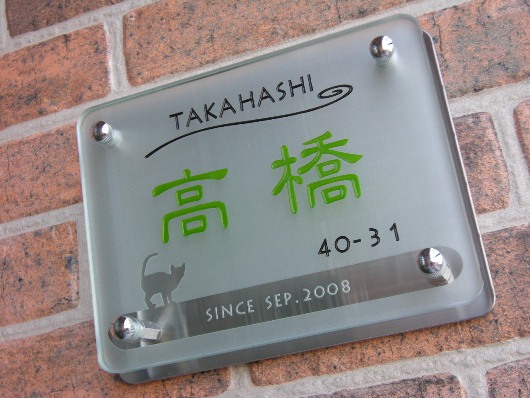 TAKAHASHI
高橋
40-31
SINCE SEP.2008